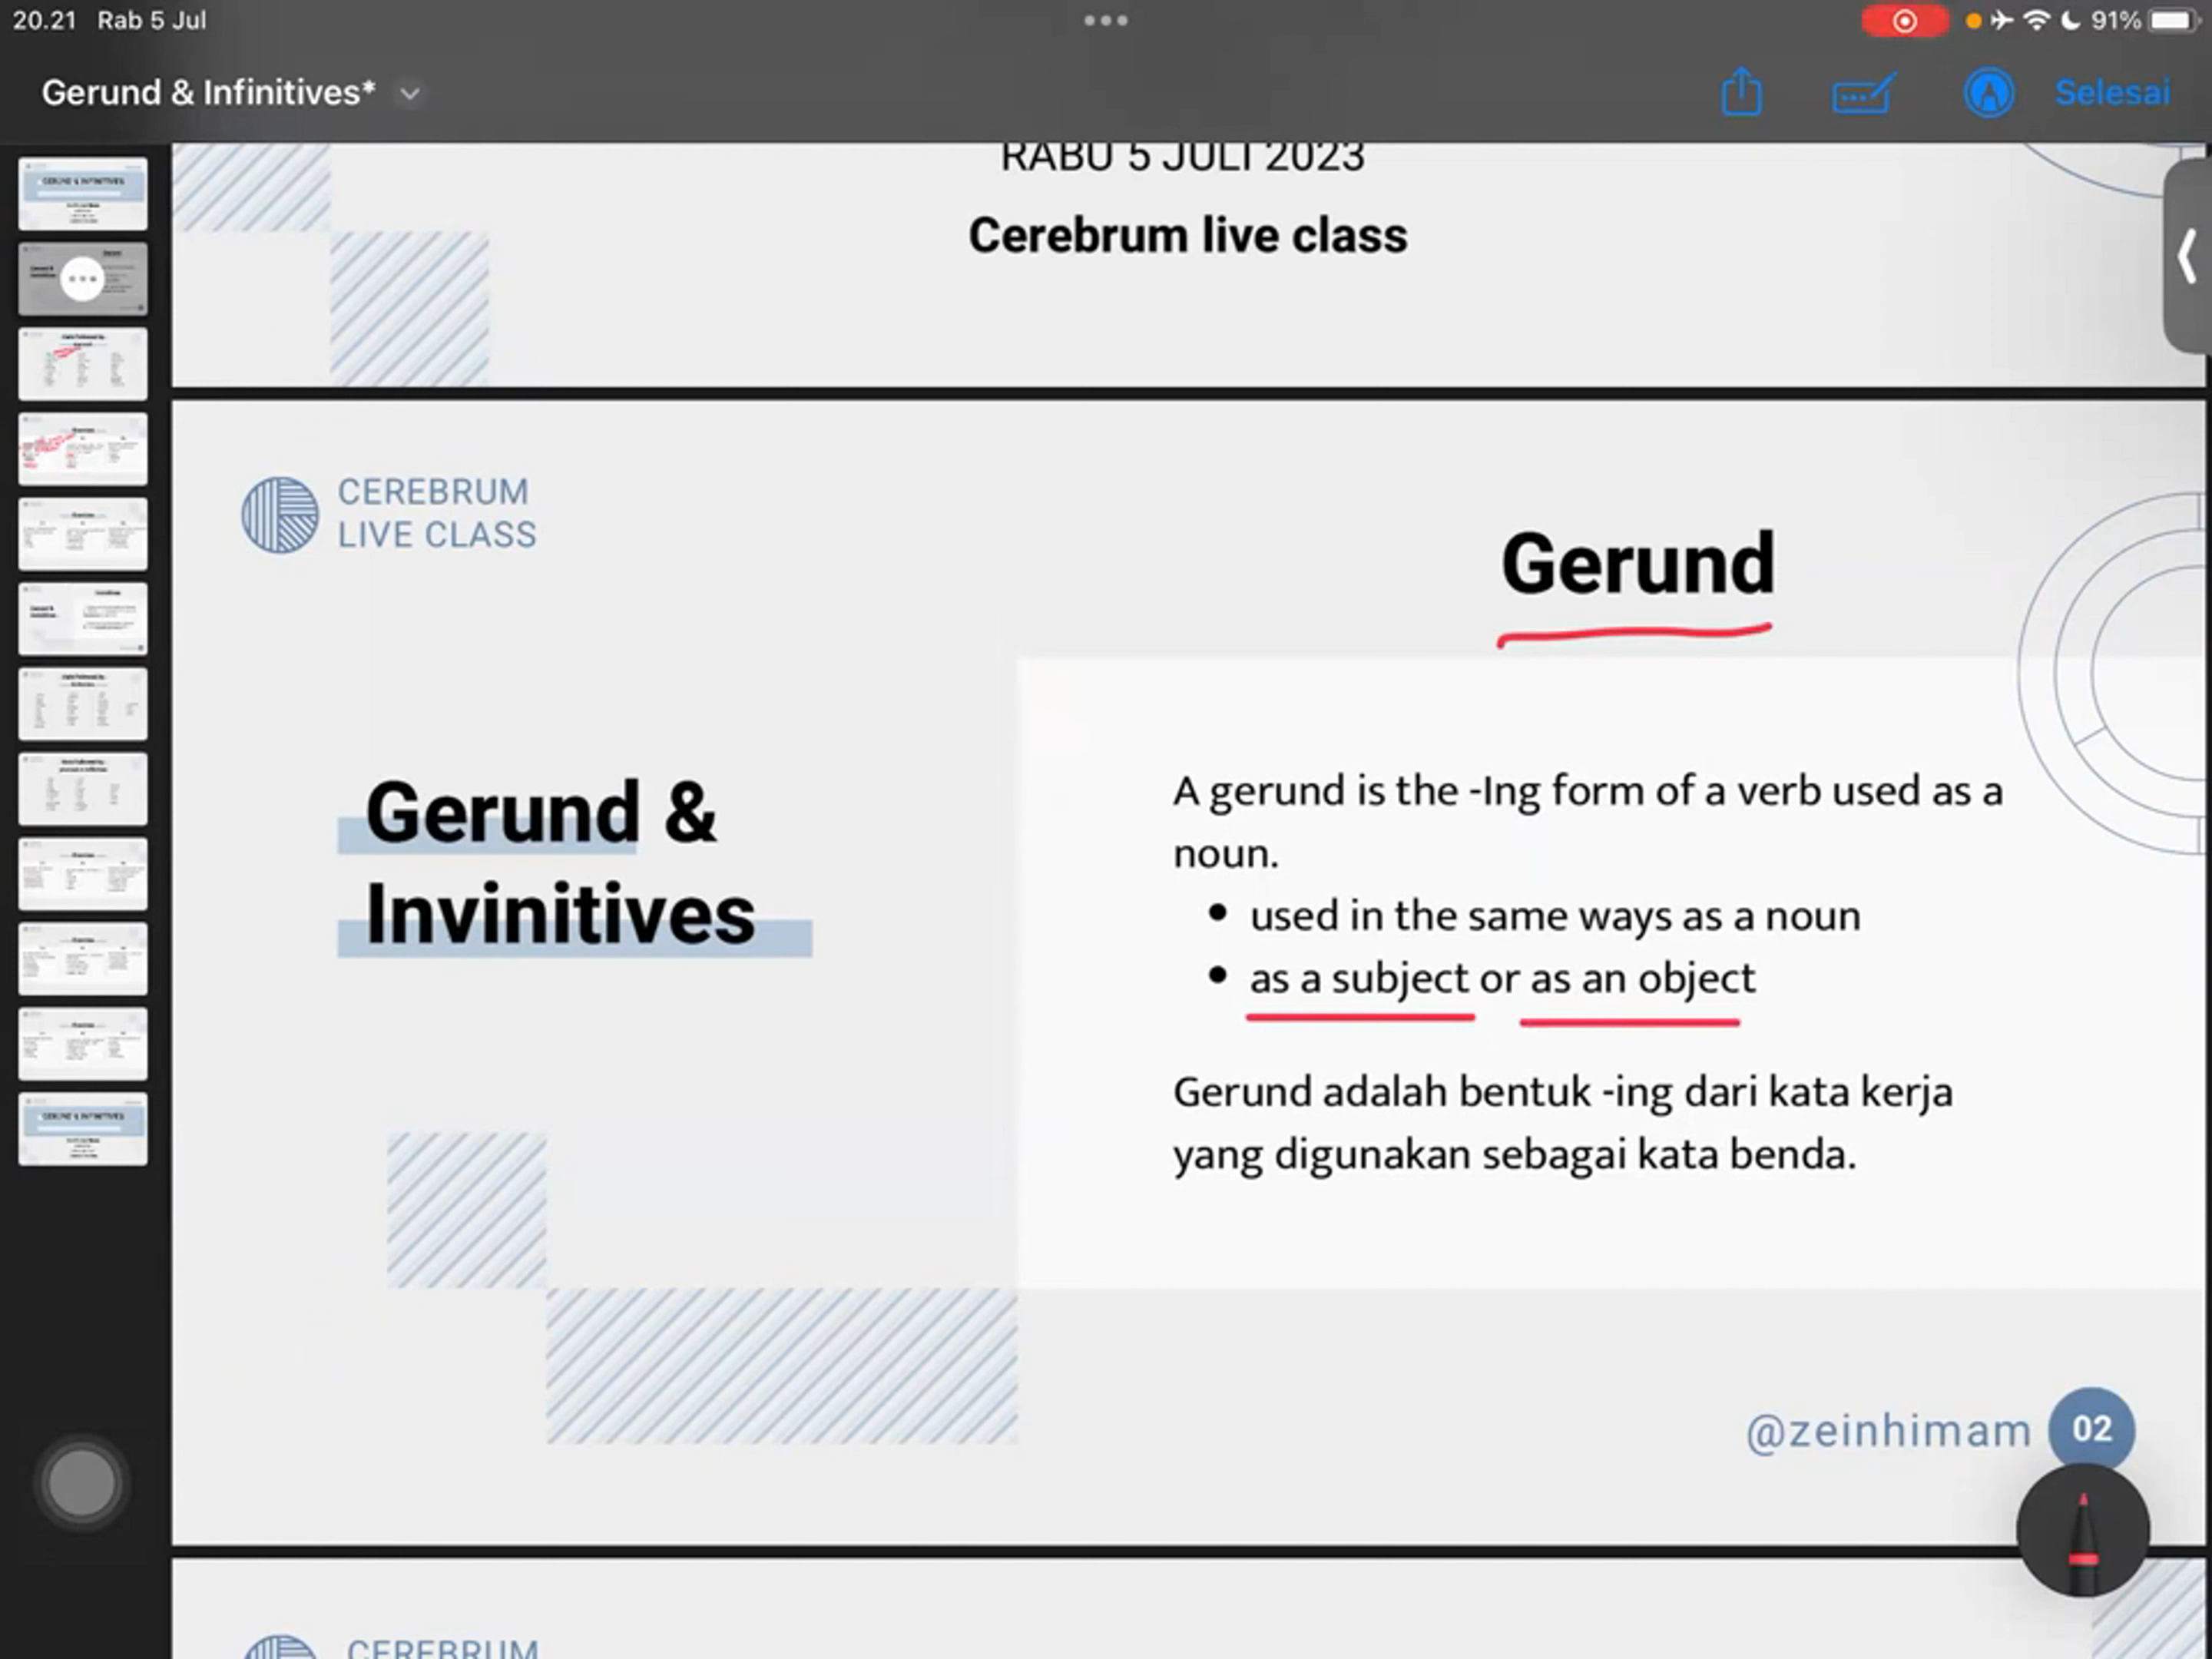 20.21 Rab 5 Jul
91%
Gerund & Infinitives*
Selesai
RABU 5 JULI 2023
Cerebrum live class
CEREBRUM
LIVE CLASS
Gerund
Gerund &
Invinitives
A gerund is the -Ing form of a verb used as a
noun.
• used in the same ways as a noun
• as a subject or as an object
Gerund adalah bentuk -ing dari kata kerja
yang digunakan sebagai kata benda.
@zeinhimam 02
CEREBRUM